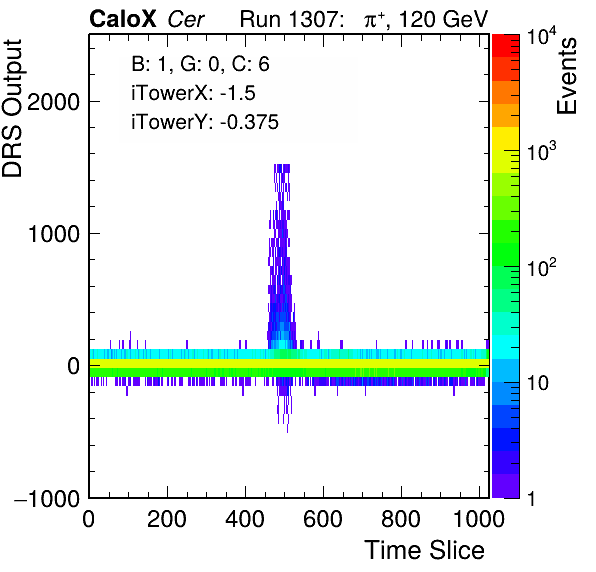 CaloX Cer Run 1307: π⁺, 120 GeV
B: 1, G: 0, C: 6
iTowerX: -1.5
iTowerY: -0.375
DRS Output
2000
1000
0
−1000
0 200 400 600 800 1000
Time Slice
10⁴
10³
10²
10
1
Events